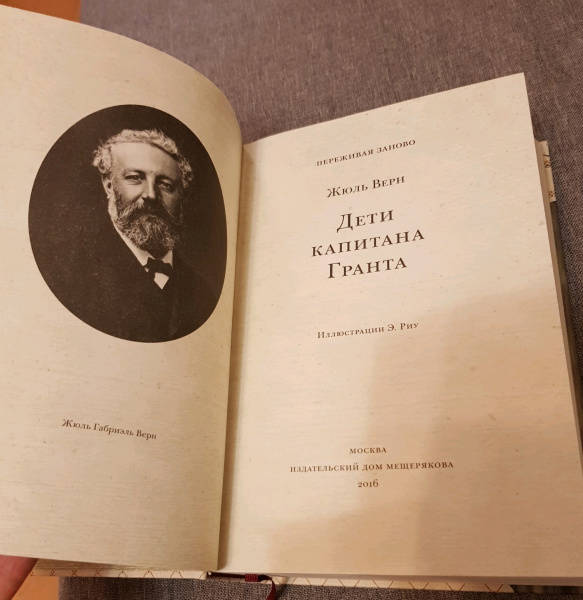 Жюль Габриэль Верн
ПЕРЕЖИВАЯ ЗАНОВО
Жюль Верн
Дети
капитана
Гранта
Иллюстрации Э. Риу
МОСКВА
ИЗДАТЕЛЬСКИЙ ДОМ МЕЩЕРЯКОВА
2016